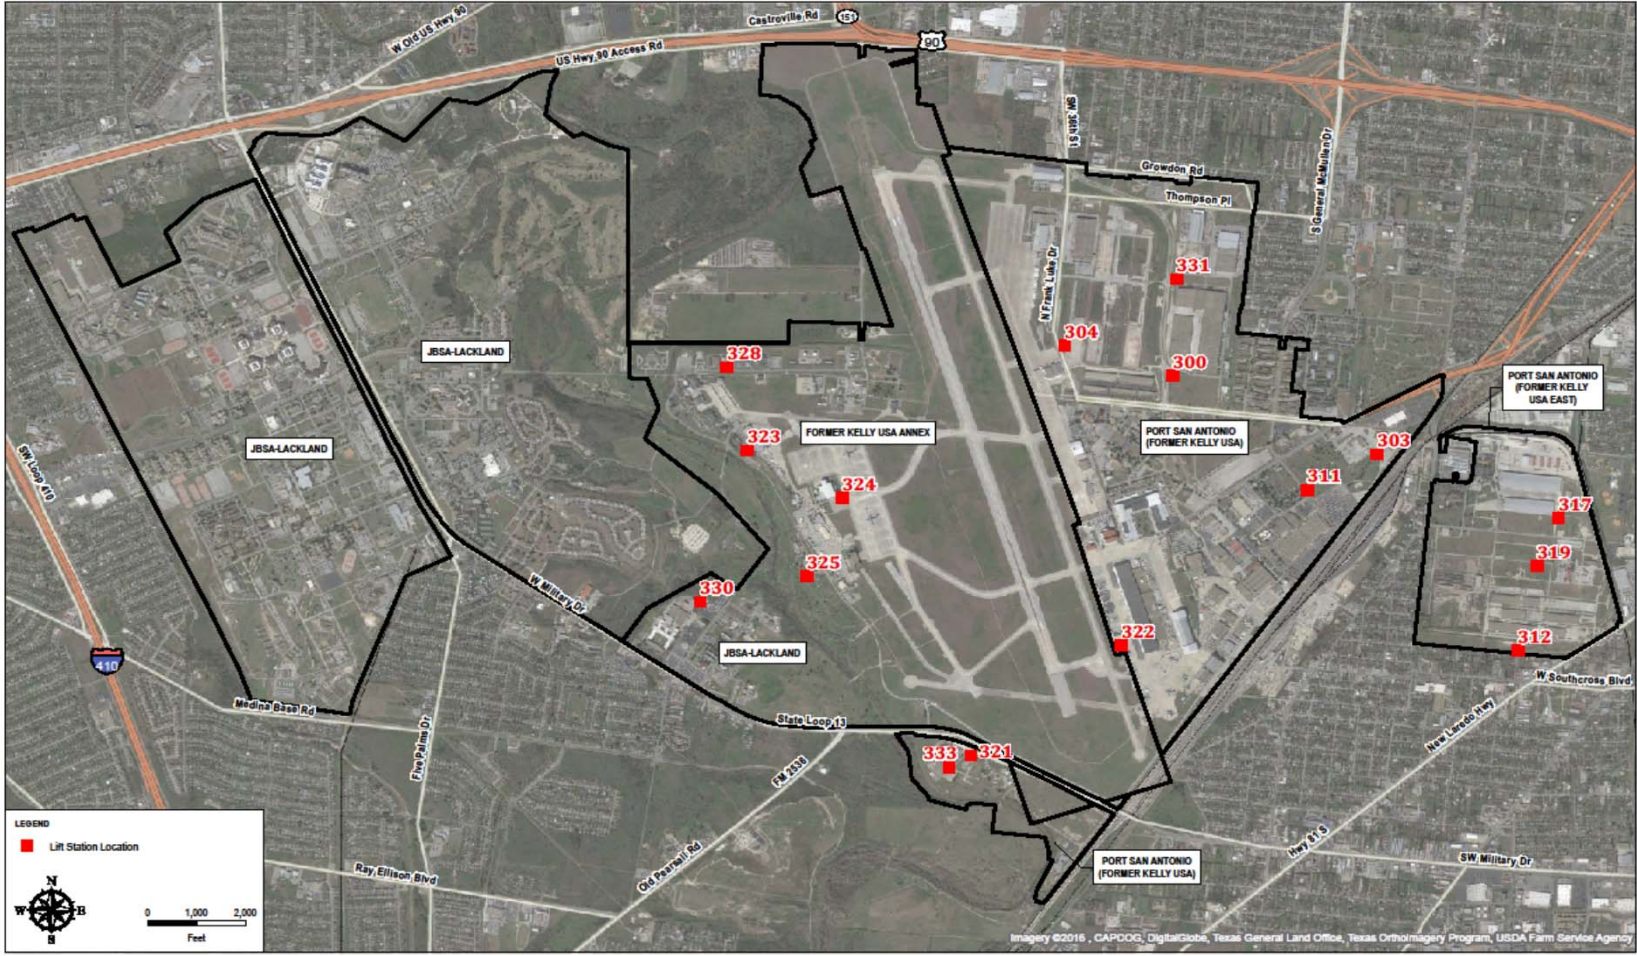 W Old US Hwy 90
Castroville Rd
151
US Hwy 90 Access Rd
90
SW 36th St
S General McMullen Dr
Growdon Rd
Thompson Pl
N Frank Luke Dr
331
304
300
328
323
324
325
330
303
311
317
319
312
322
333
321
JBSA-LACKLAND
JBSA-LACKLAND
FORMER KELLY USA ANNEX
PORT SAN ANTONIO
(FORMER KELLY USA)
PORT SAN ANTONIO
(FORMER KELLY
USA EAST)
JBSA-LACKLAND
SW Loop 410
410
W Military Dr
Medina Base Rd
Five Palms Dr
State Loop 13
FM 2536
W Southcross Blvd
New Laredo Hwy
Hwy 81 S
SW Military Dr
Old Pearsall Rd
Ray Ellison Blvd
PORT SAN ANTONIO
(FORMER KELLY USA)
LEGEND
Lift Station Location
N
W E
S
0 1,000 2,000
Feet
Imagery ©2016 , CAPCOG, DigitalGlobe, Texas General Land Office, Texas Orthoimagery Program, USDA Farm Service Agency